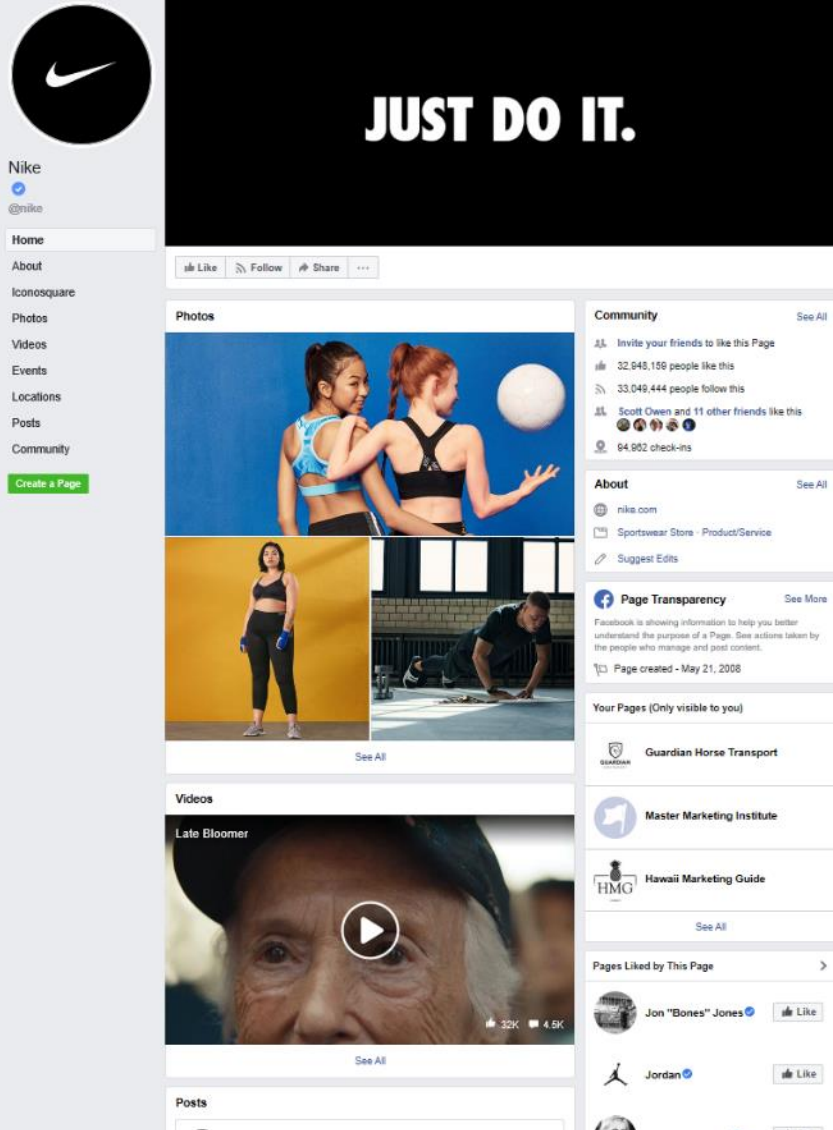 JUST DO IT.
Nike
@nike
Home
About
Iconosquare
Photos
Videos
Events
Locations
Posts
Community
Create a Page
Like
Follow
Share
...
Photos
See All
Videos
Late Bloomer
32K 4.5K
See All
Posts
Community See All
Invite your friends to like this Page
32,948,159 people like this
33,049,444 people follow this
Scott Owen and 11 other friends like this
94,962 check-ins
About See All
nike.com
Sportswear Store · Product/Service
Suggest Edits
Page Transparency See More
Facebook is showing information to help you better
understand the purpose of a Page. See actions taken by
the people who manage and post content.
Page created - May 21, 2008
Your Pages (Only visible to you)
GUARDIAN
Guardian Horse Transport
Master Marketing Institute
HMG
Hawaii Marketing Guide
See All
Pages Liked by This Page
Jon "Bones" Jones Like
Jordan Like